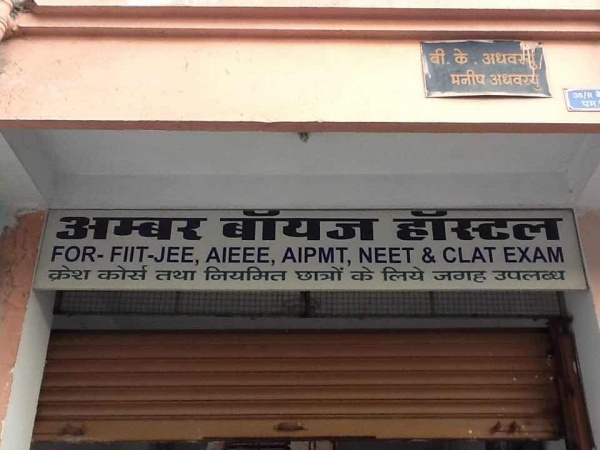 बी. के. अधवर्यु
मनीष अधवर्यु
36/R
अम्बर बॉयज हॉस्टल
FOR- FIIT-JEE, AIEEE, AIPMT, NEET & CLAT EXAM
क्रेश कोर्स तथा नियमित छात्रों के लिये जगह उपलब्ध